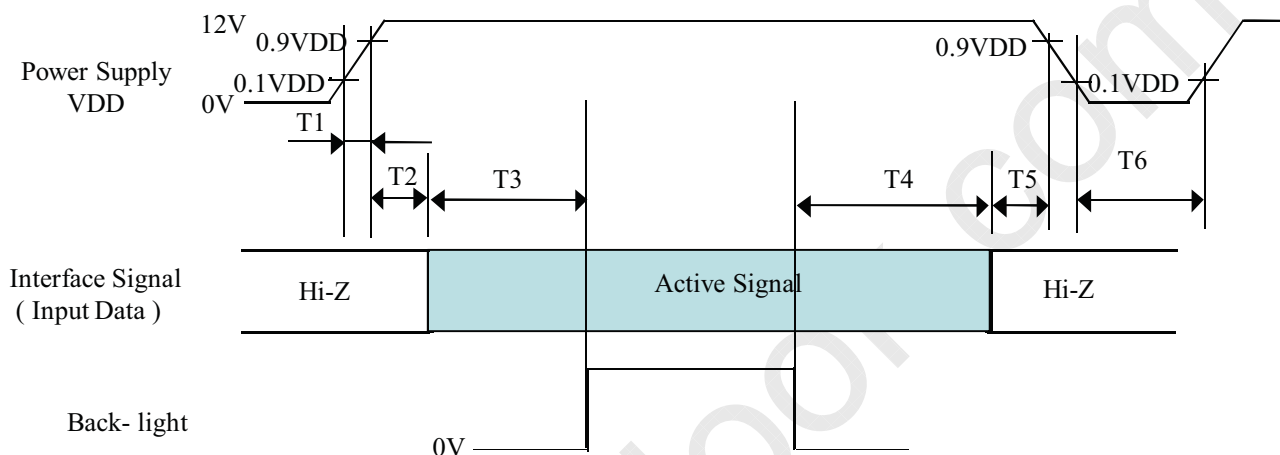 12V
0.9VDD
0.9VDD
Power Supply
VDD
0.1VDD
0.1VDD
0V
T1
T2
T3
T4
T5
T6
Interface Signal
( Input Data )
Hi-Z
Active Signal
Hi-Z
Back- light
0V